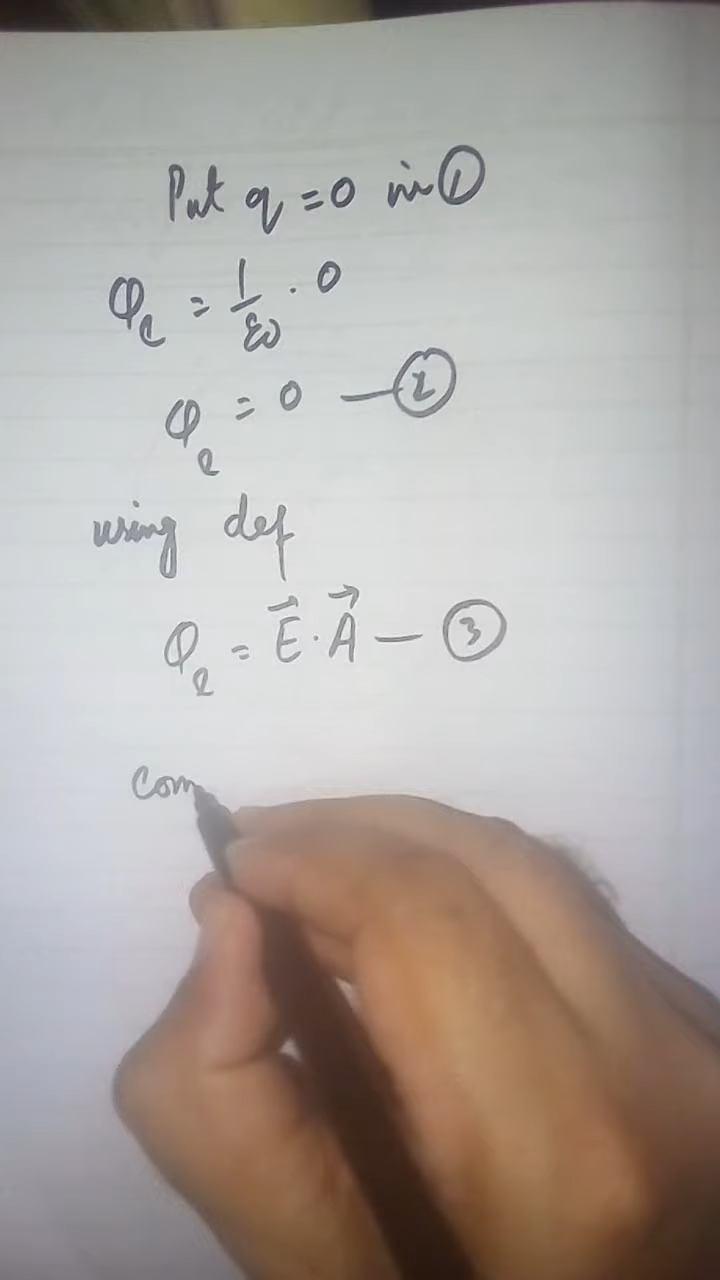 Put q = 0 in ①
φe = 1/ε0 . 0
φe = 0 — ②
using def
φe = E⃗ . A⃗ — ③
Com